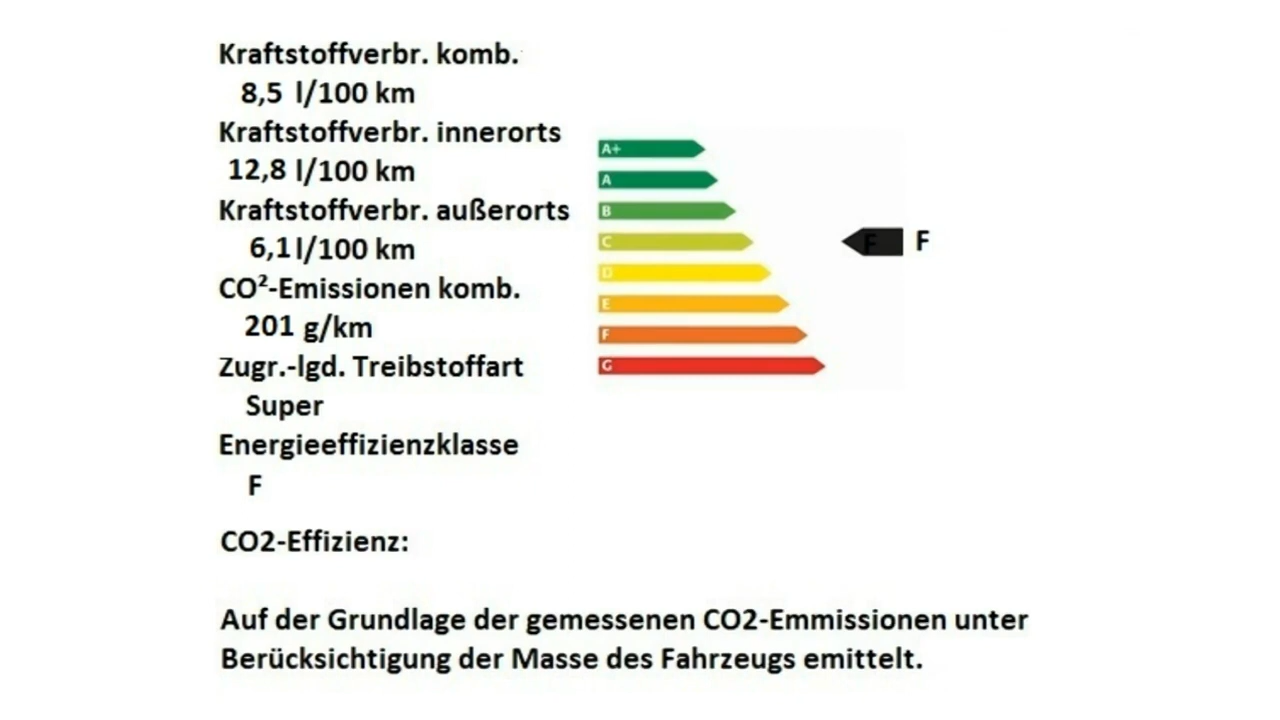 Kraftstoffverbr. komb.
8,5 l/100 km
Kraftstoffverbr. innerorts
12,8 l/100 km
Kraftstoffverbr. außerorts
6,1 l/100 km
CO²-Emissionen komb.
201 g/km
Zugr.-lgd. Treibstoffart
Super
Energieeffizienzklasse
F
A+
A
B
C
D
E
F
G
F F
CO2-Effizienz:
Auf der Grundlage der gemessenen CO2-Emmissionen unter
Berücksichtigung der Masse des Fahrzeugs emittelt.